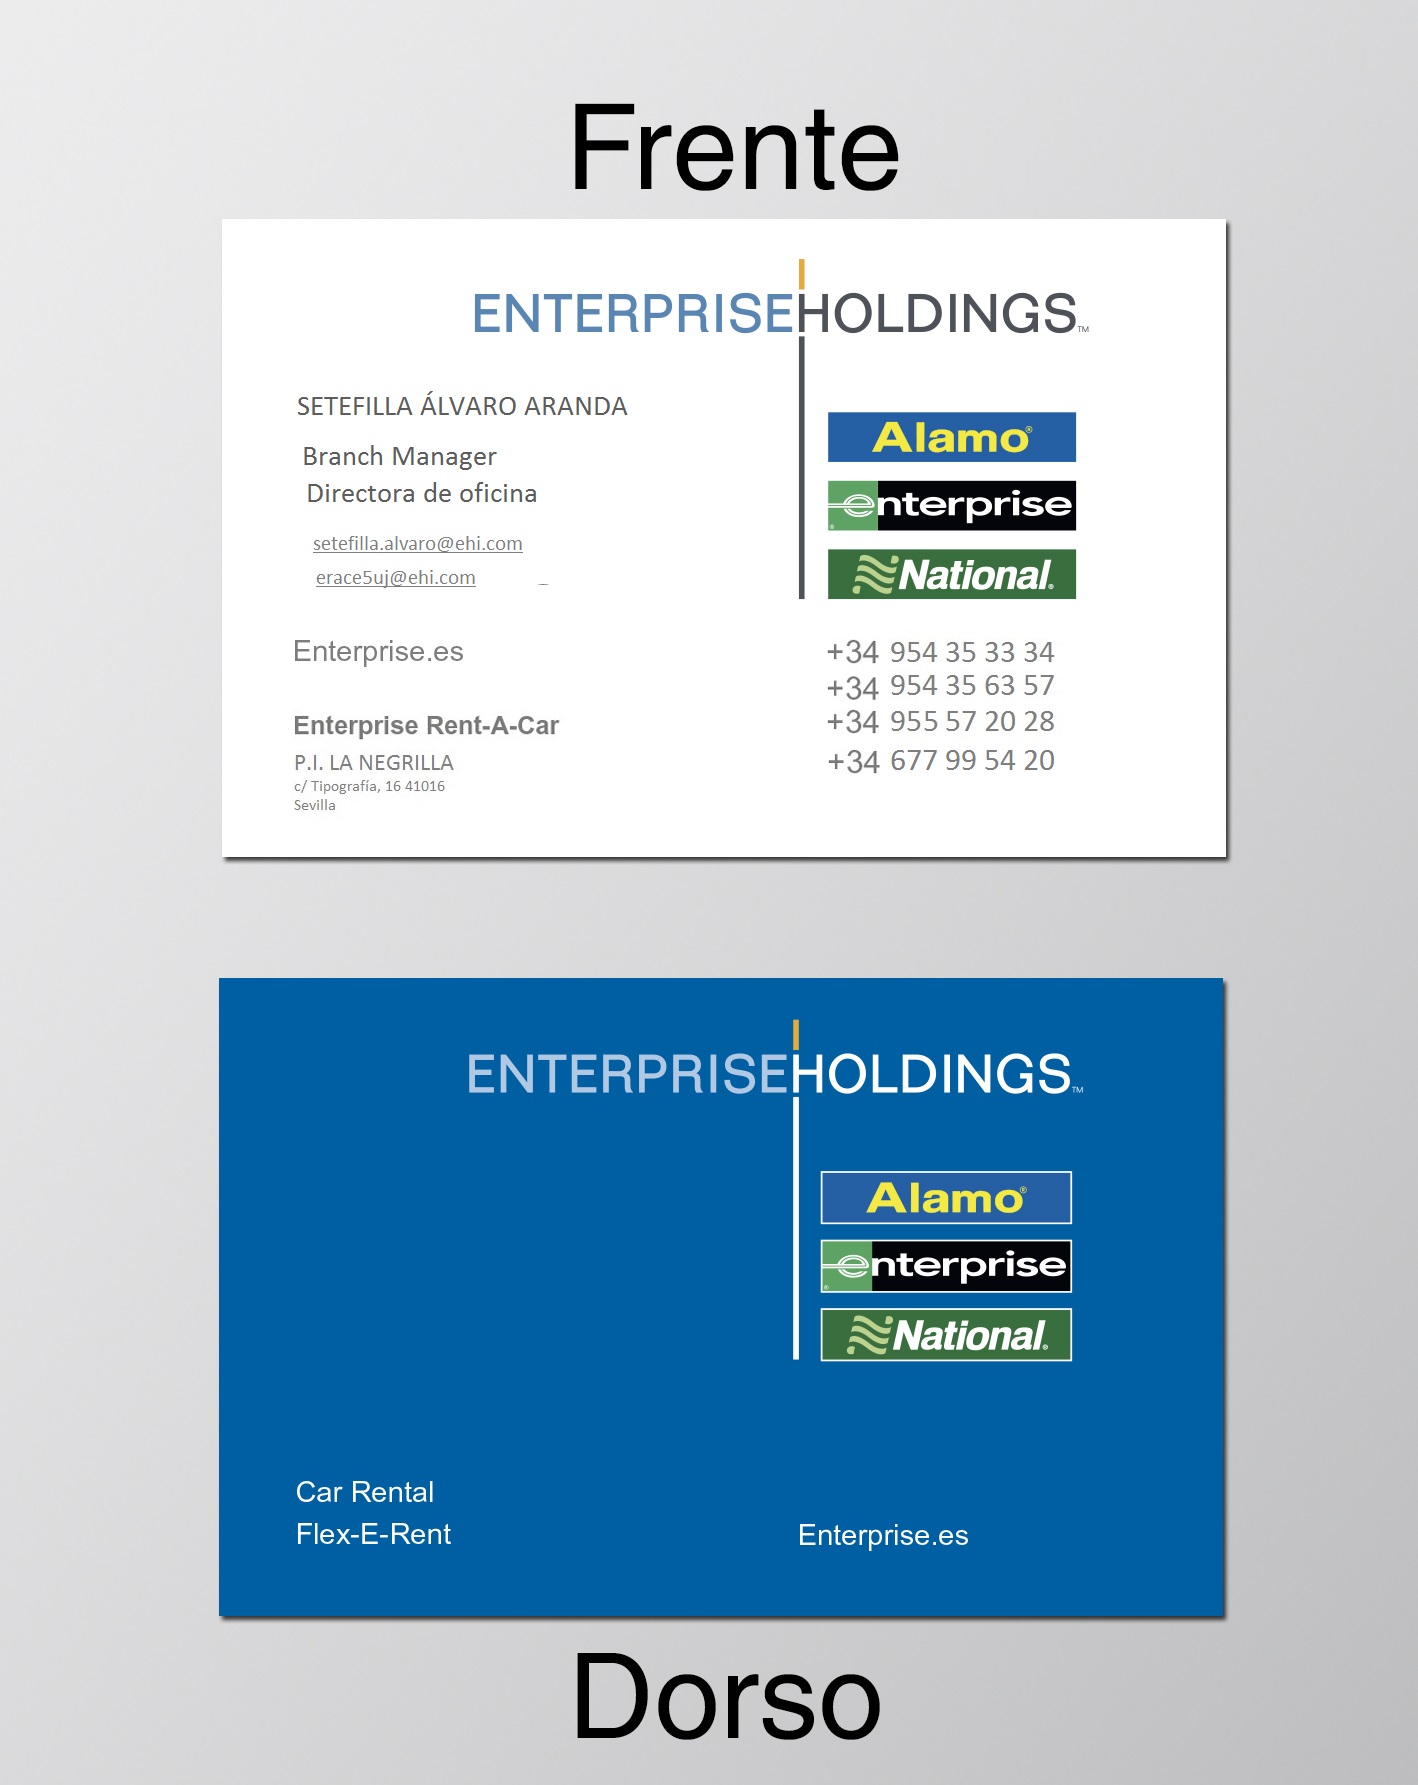 Frente
ENTERPRISEHOLDINGS™
SETEFILLA ÁLVARO ARANDA
Branch Manager
Directora de oficina
setefilla.alvaro@ehi.com
erace5uj@ehi.com
Alamo®
enterprise®
National®
Enterprise.es
Enterprise Rent-A-Car
P.I. LA NEGRILLA
c/ Tipografía, 16 41016
Sevilla
+34 954 35 33 34
+34 954 35 63 57
+34 955 57 20 28
+34 677 99 54 20
ENTERPRISEHOLDINGS™
Alamo®
enterprise®
National®
Car Rental
Flex-E-Rent
Enterprise.es
Dorso